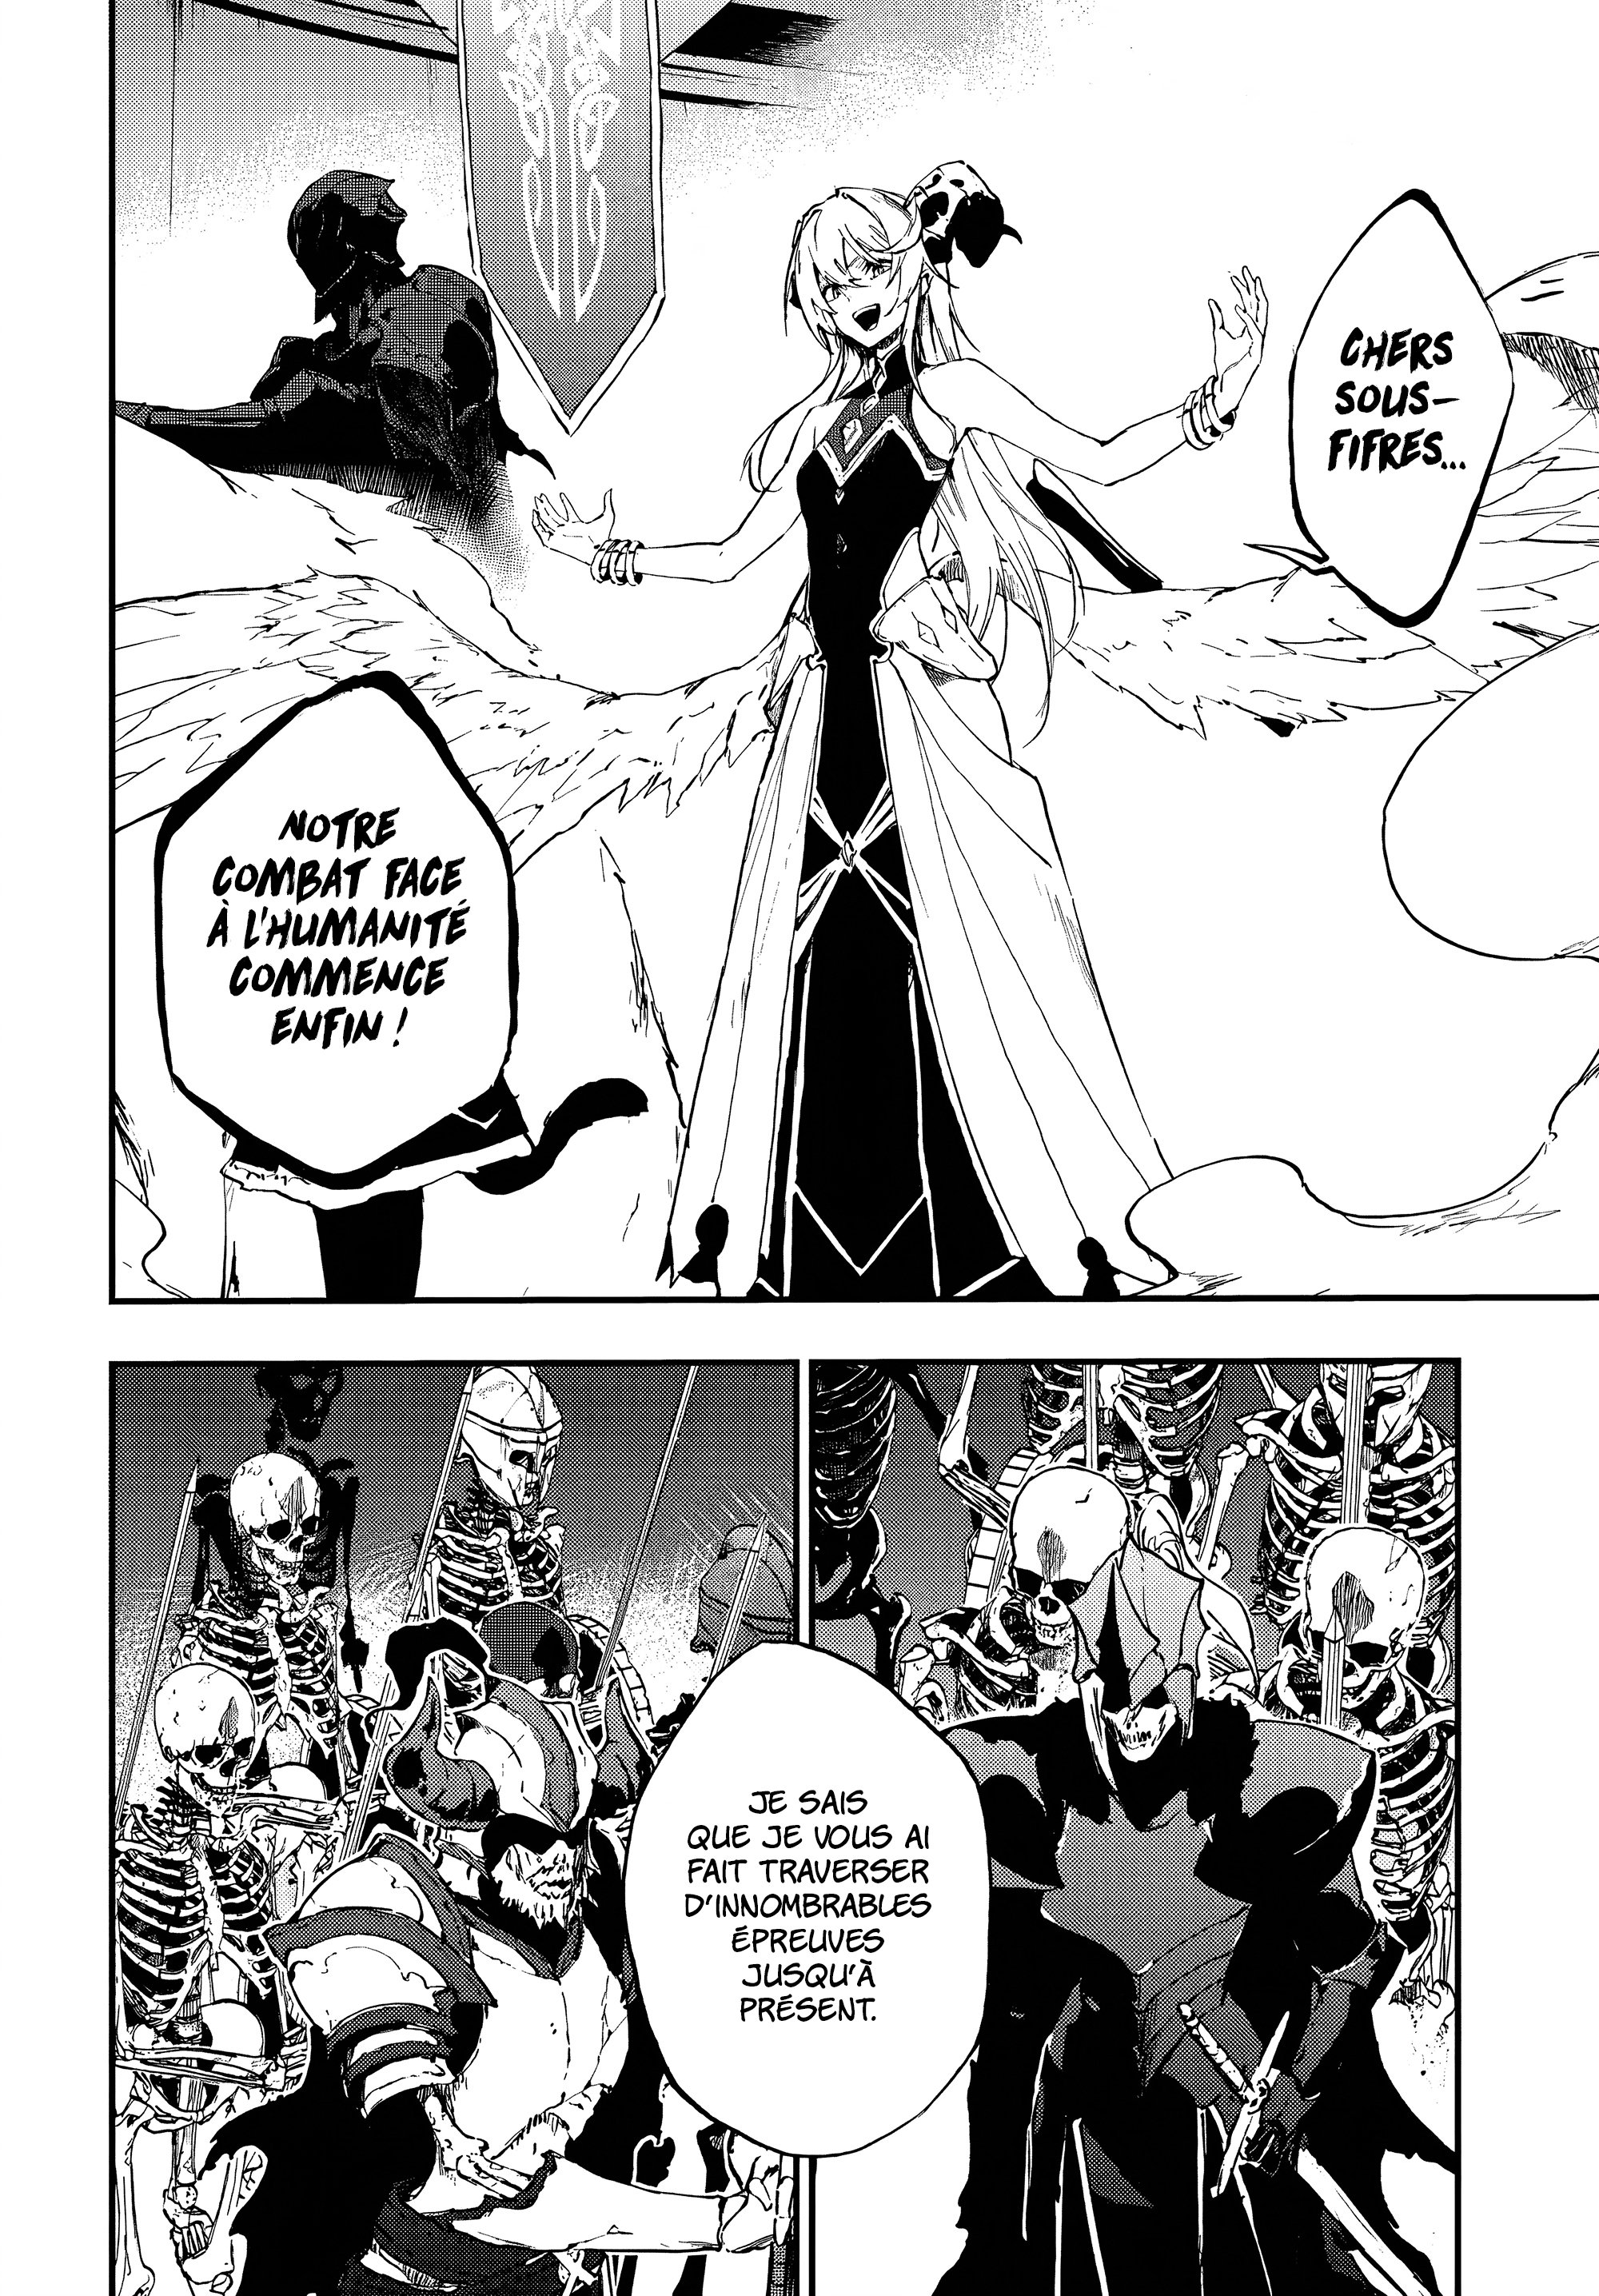 CHERS
SOUS-
FIFRES...
NOTRE
COMBAT FACE
À L'HUMANITÉ
COMMENCE
ENFIN !
JE SAIS
QUE JE VOUS AI
FAIT TRAVERSER
D'INNOMBRABLES
ÉPREUVES
JUSQU'À
PRÉSENT.